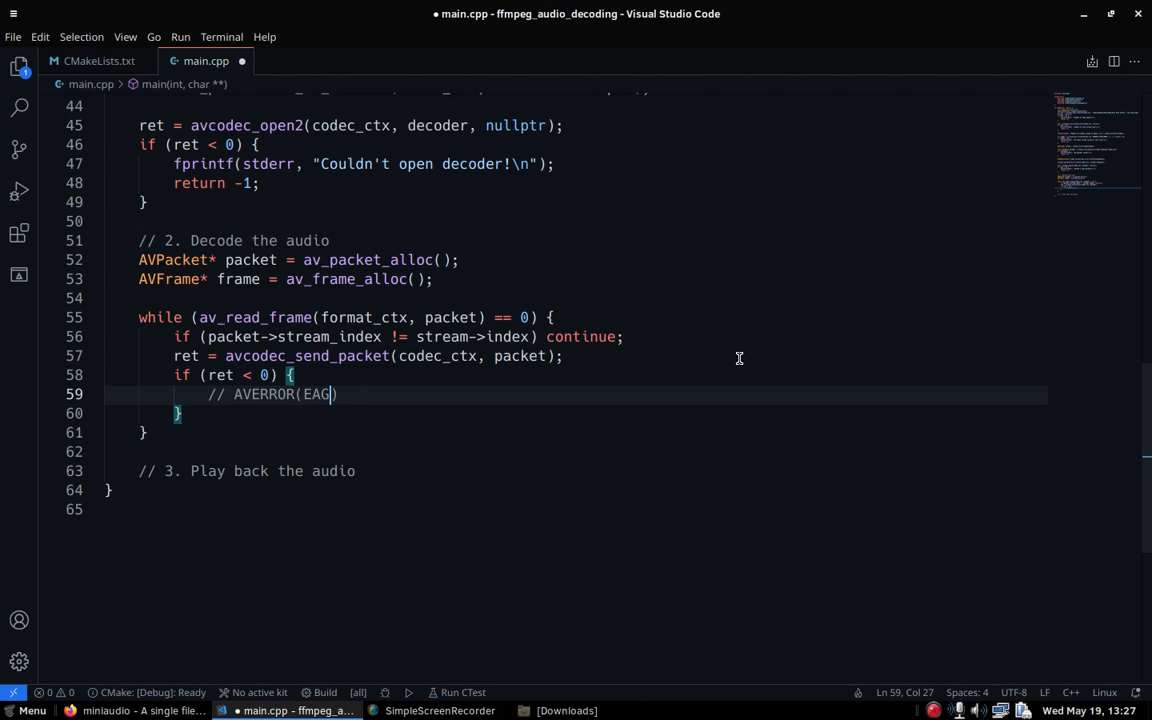 ● main.cpp - ffmpeg_audio_decoding - Visual Studio Code
File Edit Selection View Go Run Terminal Help
CMakeLists.txt main.cpp ●
main.cpp > main(int, char **)
44
45 ret = avcodec_open2(codec_ctx, decoder, nullptr);
46 if (ret < 0) {
47 fprintf(stderr, "Couldn't open decoder!\n");
48 return -1;
49 }
50
51 // 2. Decode the audio
52 AVPacket* packet = av_packet_alloc();
53 AVFrame* frame = av_frame_alloc();
54
55 while (av_read_frame(format_ctx, packet) == 0) {
56 if (packet->stream_index != stream->index) continue;
57 ret = avcodec_send_packet(codec_ctx, packet);
58 if (ret < 0) {
59 // AVERROR(EAG)
60 }
61 }
62
63 // 3. Play back the audio
64 }
65
0 0 CMake: [Debug]: Ready No active kit Build [all] Run CTest Ln 59, Col 27 Spaces: 4 UTF-8 LF C++ Linux
Menu miniaudio - A single file... ● main.cpp - ffmpeg_a... SimpleScreenRecorder [Downloads] Wed May 19, 13:27